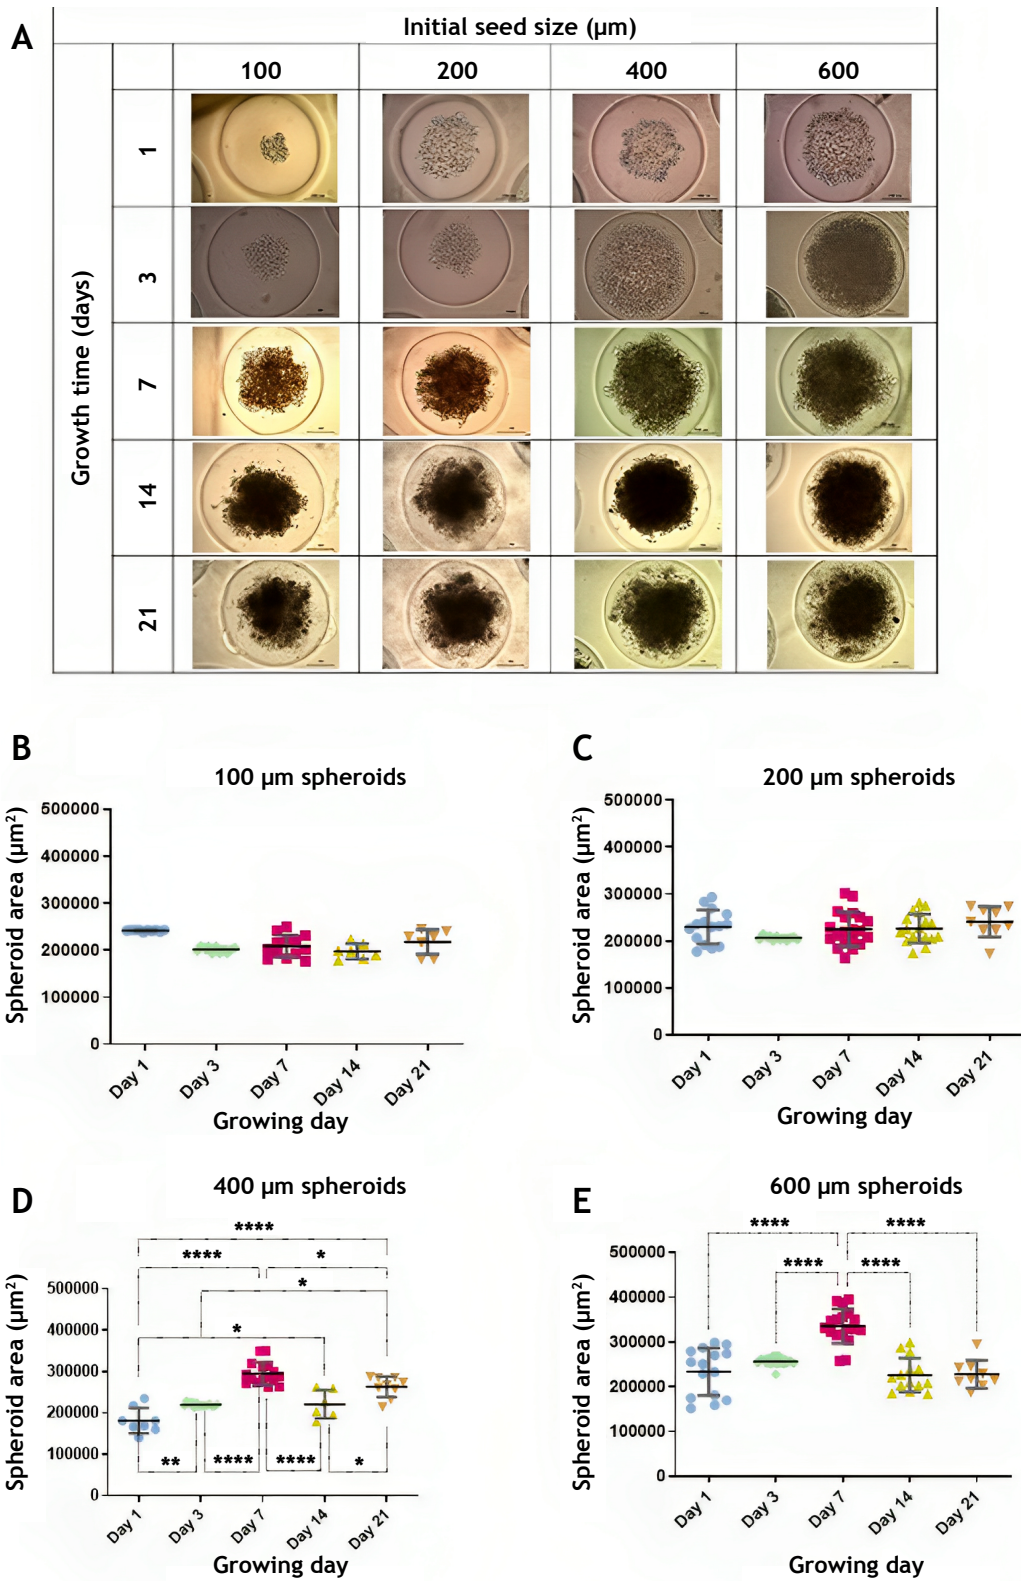 A
Initial seed size (µm)
100 200 400 600
Growth time (days)
1
3
7
14
21
B
100 µm spheroids
Spheroid area (µm²)
500000
400000
300000
200000
100000
0
Day 1 Day 3 Day 7 Day 14 Day 21
Growing day
C
200 µm spheroids
Spheroid area (µm²)
500000
400000
300000
200000
100000
0
Day 1 Day 3 Day 7 Day 14 Day 21
Growing day
D
400 µm spheroids
****
**** *
*
*
Spheroid area (µm²)
500000
400000
300000
200000
100000
0
** **** **** *
Day 1 Day 3 Day 7 Day 14 Day 21
Growing day
E
600 µm spheroids
**** ****
**** ****
Spheroid area (µm²)
500000
400000
300000
200000
100000
0
Day 1 Day 3 Day 7 Day 14 Day 21
Growing day